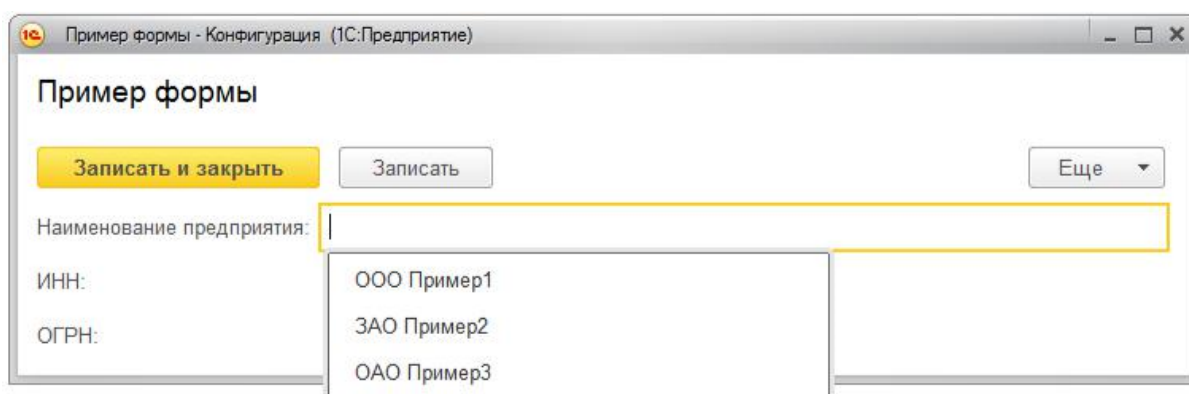 1С Пример формы - Конфигурация (1С:Предприятие)
Пример формы
Записать и закрыть Записать Еще
Наименование предприятия:
ООО Пример1
ИНН:
ЗАО Пример2
ОГРН:
ОАО Пример3